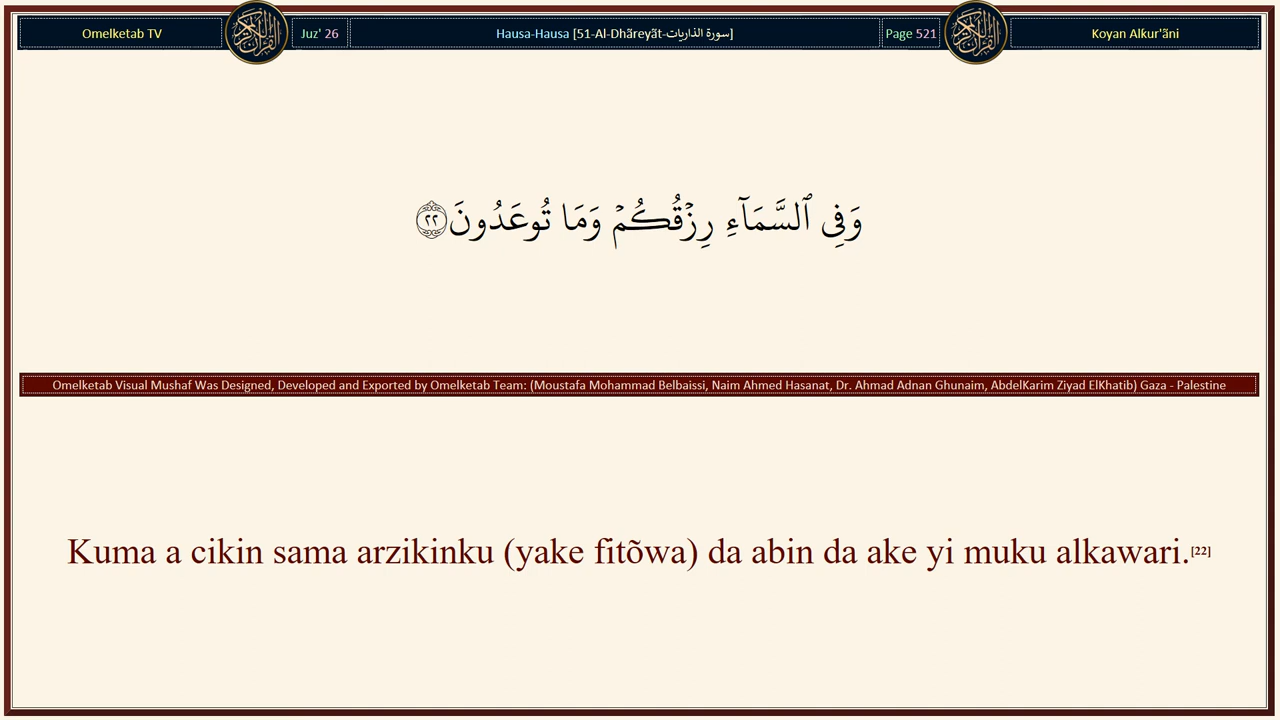 Omelketab TV
Juz' 26
Hausa-Hausa [51-Al-Dhãreyãt-سورة الذاريات]
Page 521
Koyan Alƙur'ãni
وَفِى ٱلسَّمَآءِ رِزْقُكُمْ وَمَا تُوعَدُونَ ٢٢
Omelketab Visual Mushaf Was Designed, Developed and Exported by Omelketab Team: (Moustafa Mohammad Belbaissi, Naim Ahmed Hasanat, Dr. Ahmad Adnan Ghunaim, AbdelKarim Ziyad ElKhatib) Gaza - Palestine
Kuma a cikin sama arzikinku (yake fitõwa) da abin da ake yi muku alkawari.[22]